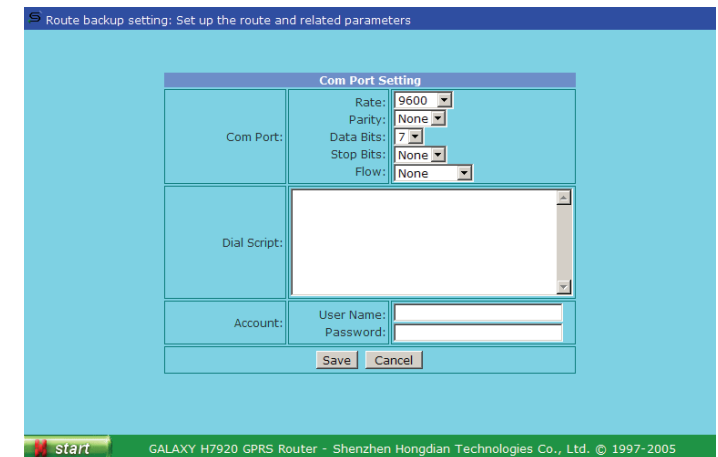 Route backup setting: Set up the route and related parameters
Com Port Setting
Com Port:
Rate: 9600
Parity: None
Data Bits: 7
Stop Bits: None
Flow: None
Dial Script:
Account:
User Name:
Password:
Save Cancel
start GALAXY H7920 GPRS Router - Shenzhen Hongdian Technologies Co., Ltd. © 1997-2005